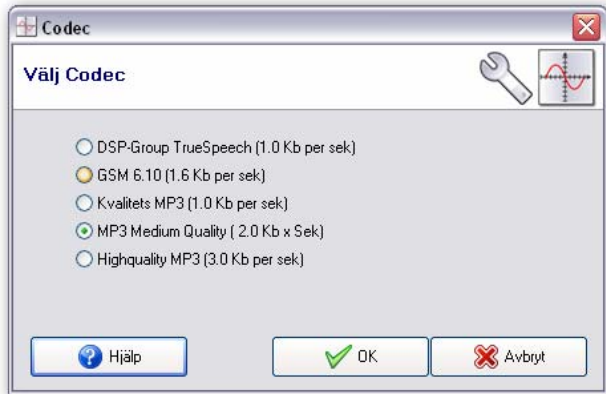 Codec
Välj Codec
DSP-Group TrueSpeech (1.0 Kb per sek)
GSM 6.10 (1.6 Kb per sek)
Kvalitets MP3 (1.0 Kb per sek)
MP3 Medium Quality ( 2.0 Kb x Sek)
Highquality MP3 (3.0 Kb per sek)
Hjälp
OK
Avbryt